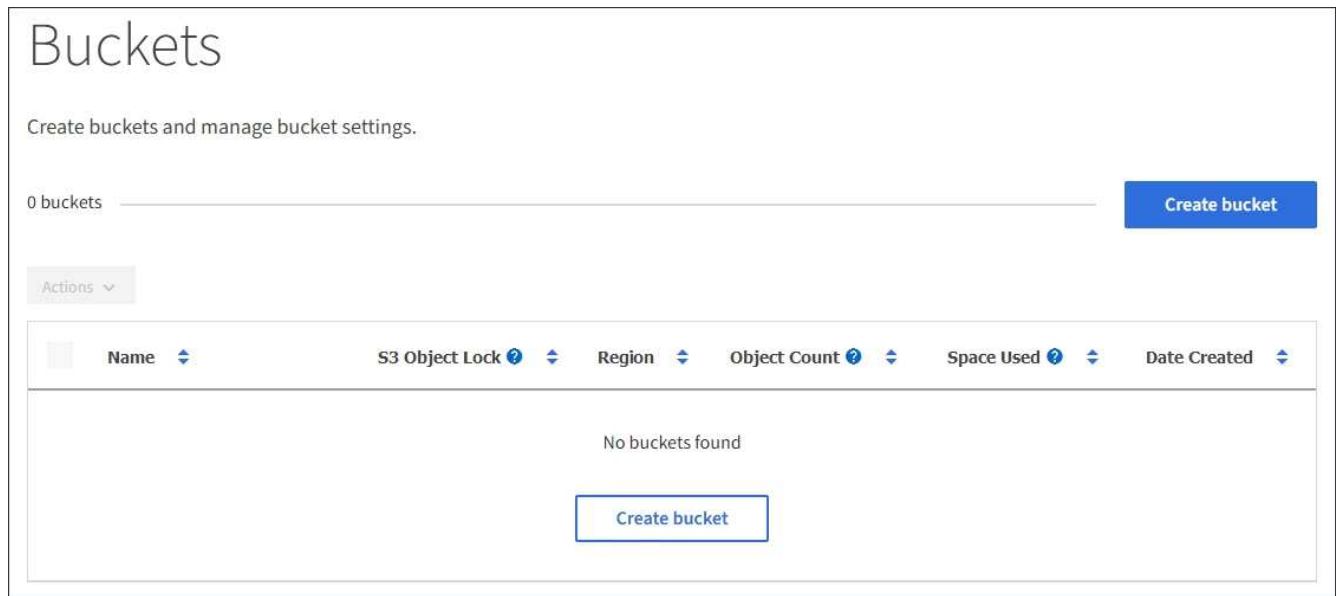 Buckets
Create buckets and manage bucket settings.
0 buckets Create bucket
Actions
Name S3 Object Lock ? Region Object Count ? Space Used ? Date Created
No buckets found
Create bucket